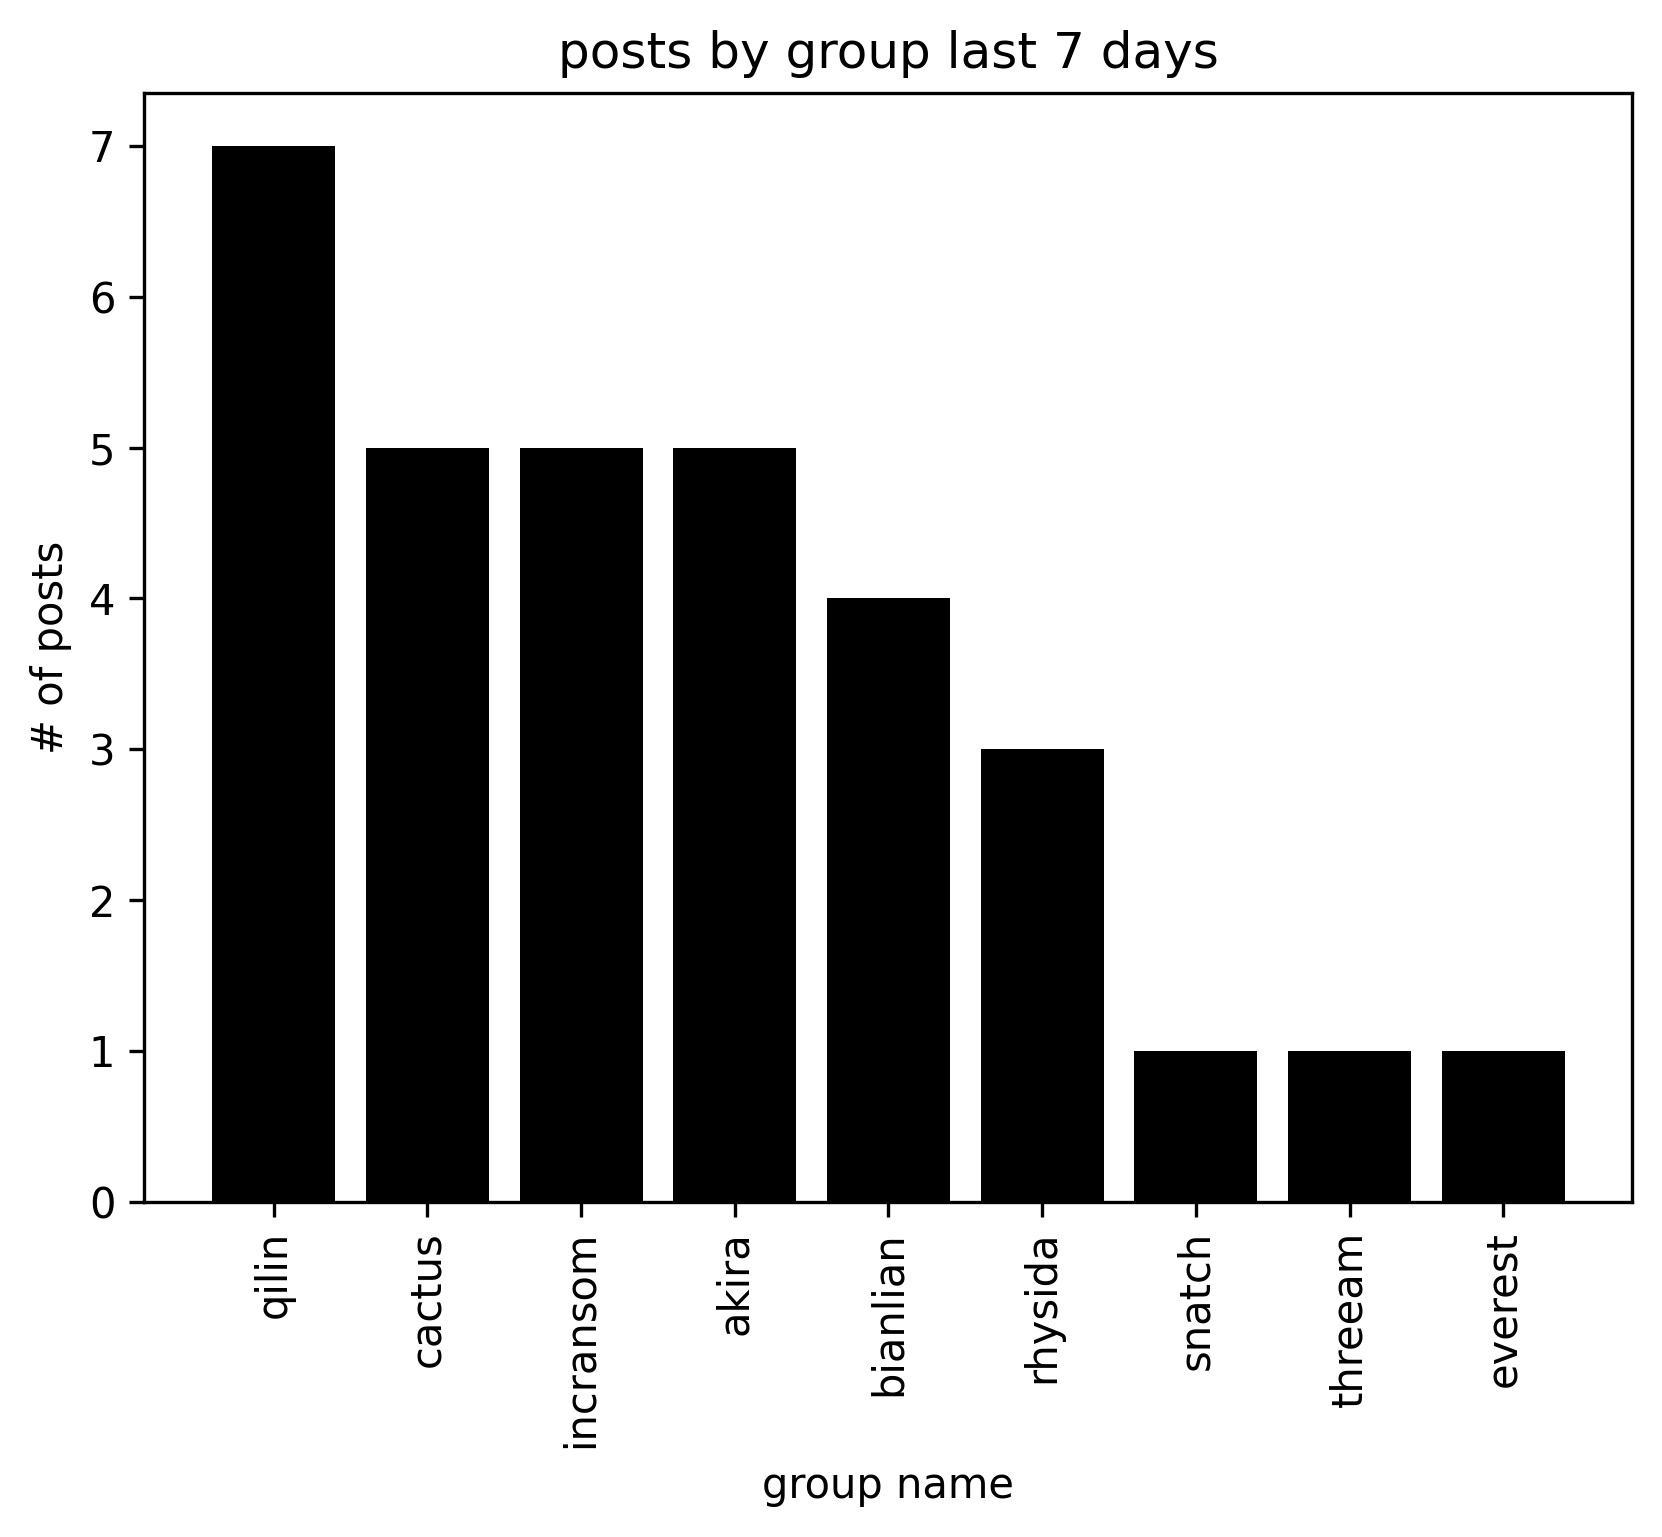 posts by group last 7 days
7
6
5
4
3
2
1
0
# of posts
qilin
cactus
incransom
akira
bianlian
rhysida
snatch
threeam
everest
group name